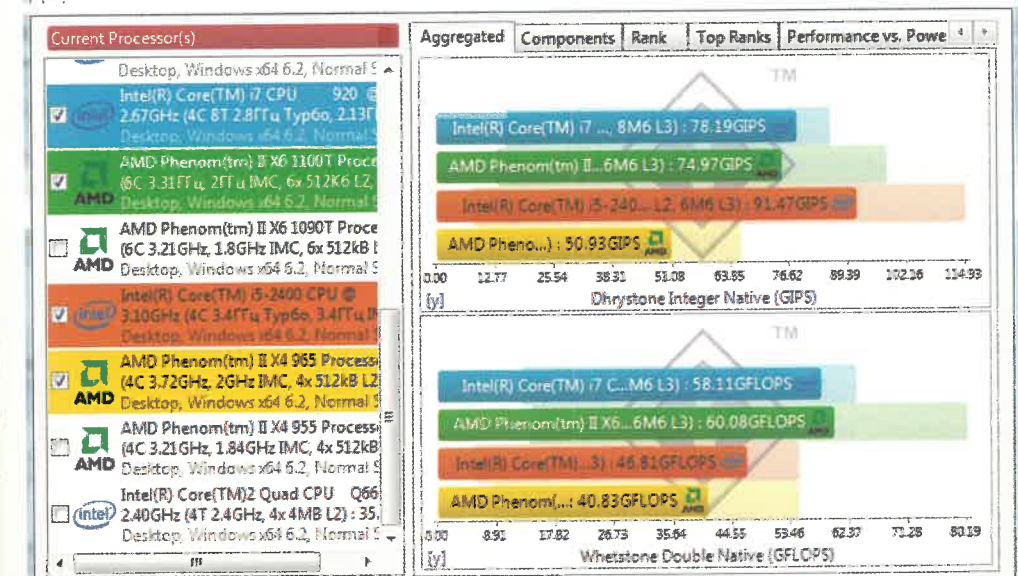 Current Processor(s)
Desktop, Windows x64 6.2, Normal S
Intel(R) Core(TM) i7 CPU 920 @
2.67GHz (4C 8T 2.8ГГц Турбо, 2.13Г
Desktop, Windows x64 6.2, Normal S
AMD Phenom(tm) II X6 1100T Proce
(6C 3.31ГГц, 2ГГц IMC, 6x 512K6 L2,
AMD Desktop, Windows x64 6.2, Normal S
AMD Phenom(tm) II X6 1090T Proce
(6C 3.21GHz, 1.8GHz IMC, 6x 512kB L
AMD Desktop, Windows x64 6.2, Normal S
Intel(R) Core(TM) i5-2400 CPU @
intel 3.10GHz (4C 3.4ГГц Турбо, 3.4ГГц IM
Desktop, Windows x64 6.2, Normal S
AMD Phenom(tm) II X4 965 Processo
(4C 3.72GHz, 2GHz IMC, 4x 512kB L2
AMD Desktop, Windows x64 6.2, Normal S
AMD Phenom(tm) II X4 955 Processo
(4C 3.21GHz, 1.84GHz IMC, 4x 512kB
AMD Desktop, Windows x64 6.2, Normal S
Intel(R) Core(TM)2 Quad CPU Q66
intel 2.40GHz (4T 2.4GHz, 4x 4MB L2) : 35.
Desktop, Windows x64 6.2, Normal S
Aggregated Components Rank Top Ranks Performance vs. Powe
TM
Intel(R) Core(TM) i7 ..., 8M6 L3) : 78.19GIPS
AMD Phenom(tm) II...6M6 L3) : 74.97GIPS
Intel(R) Core(TM) i5-240... L2, 6M6 L3) : 91.47GIPS
AMD Pheno...) : 50.93GIPS
0.00 12.77 25.54 38.31 51.08 63.85 76.62 89.39 102.16 114.93
[y] Dhrystone Integer Native (GIPS)
TM
Intel(R) Core(TM) i7 C...M6 L3) : 58.11GFLOPS
AMD Phenom(tm) II X6...6M6 L3) : 60.08GFLOPS
Intel(R) Core(TM)...3) : 46.81GFLOPS
AMD Phenom(...: 40.83GFLOPS
0.00 8.91 17.82 26.73 35.64 44.55 53.46 62.37 71.28 80.19
[y] Whetstone Double Native (GFLOPS)